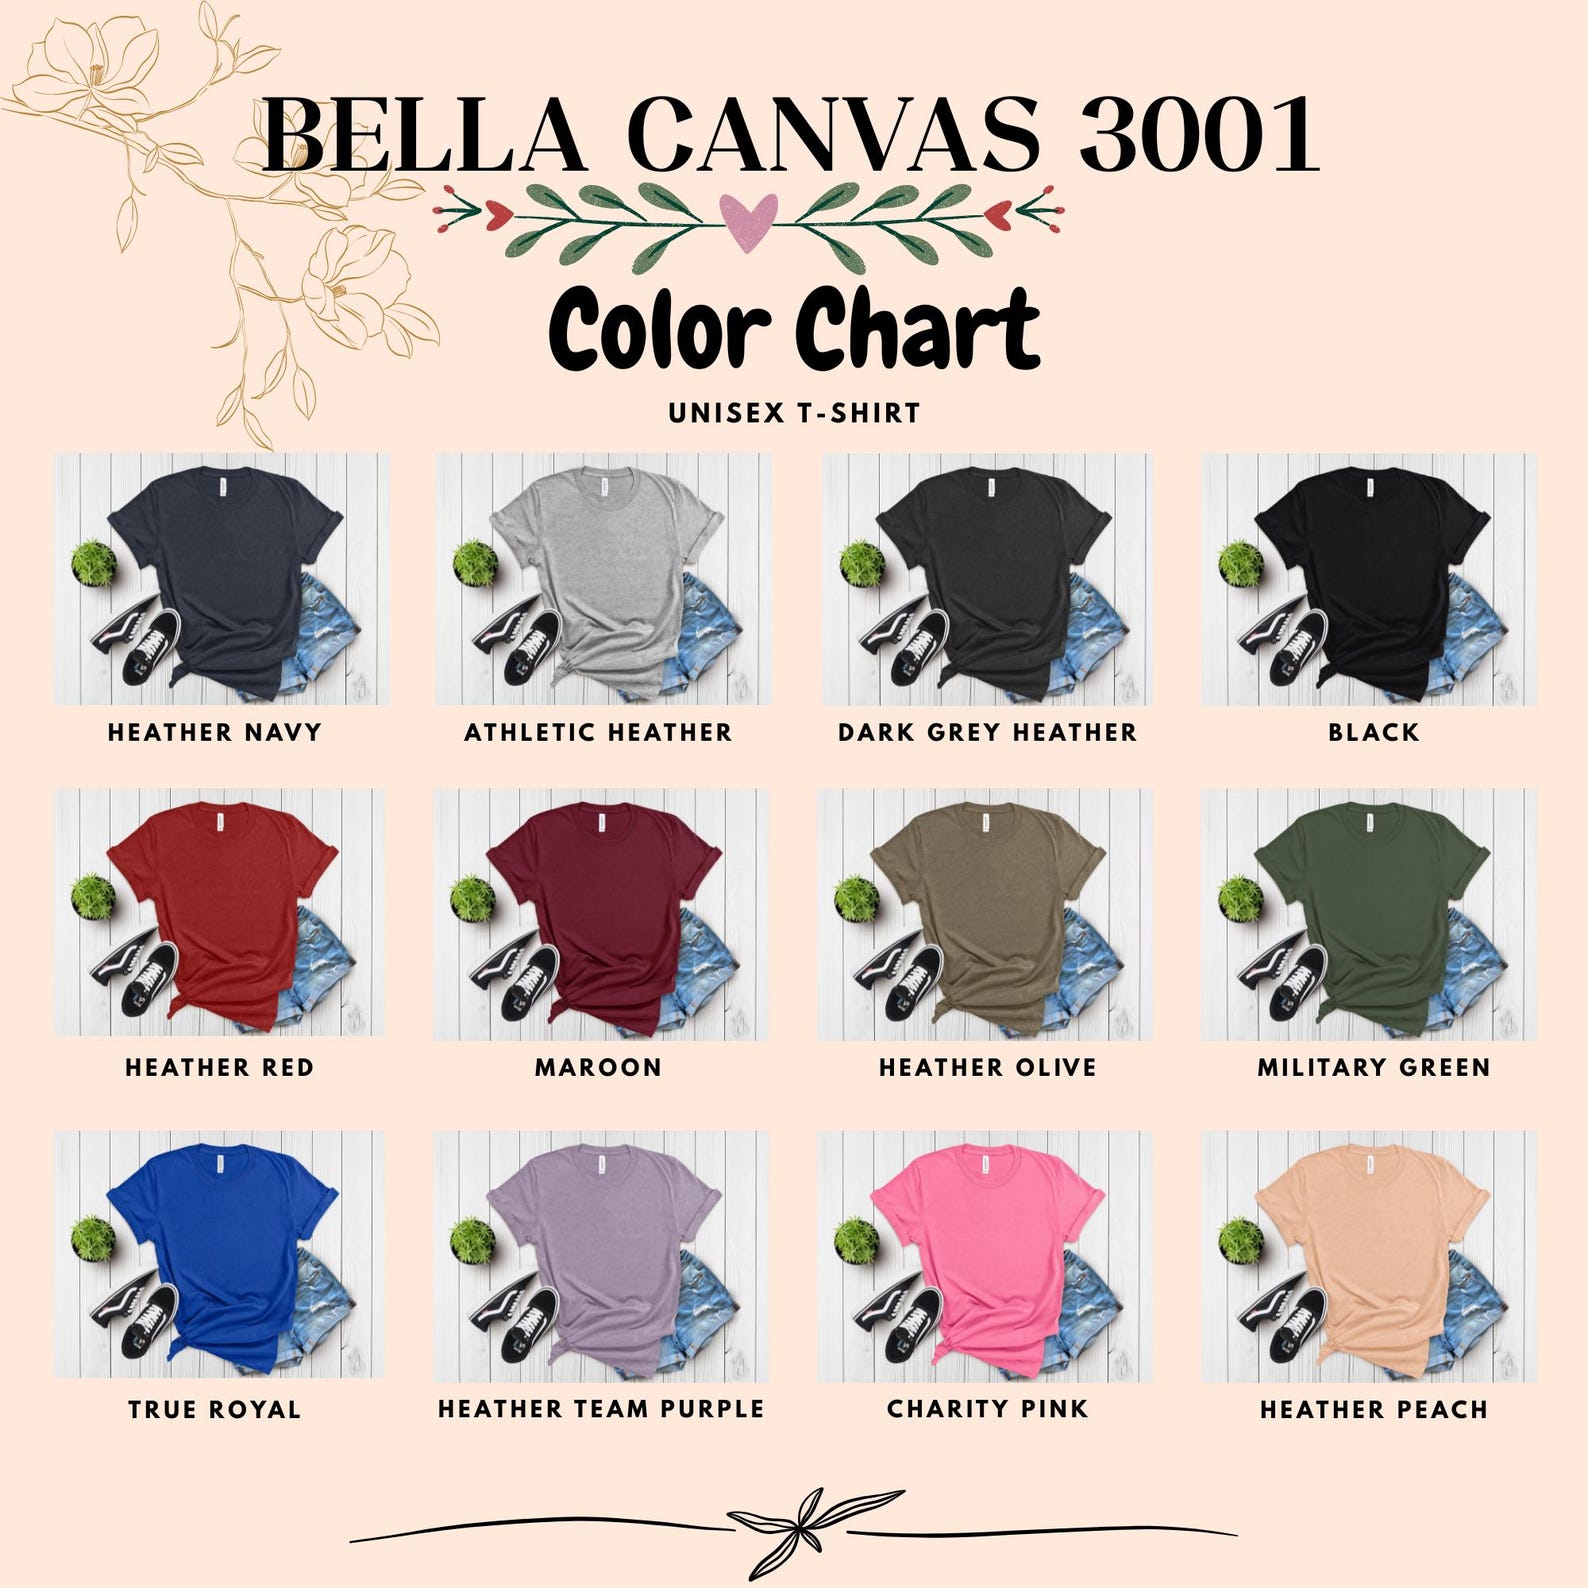 BELLA CANVAS 3001
Color Chart
UNISEX T-SHIRT
HEATHER NAVY
ATHLETIC HEATHER
DARK GREY HEATHER
BLACK
HEATHER RED
MAROON
HEATHER OLIVE
MILITARY GREEN
TRUE ROYAL
HEATHER TEAM PURPLE
CHARITY PINK
HEATHER PEACH